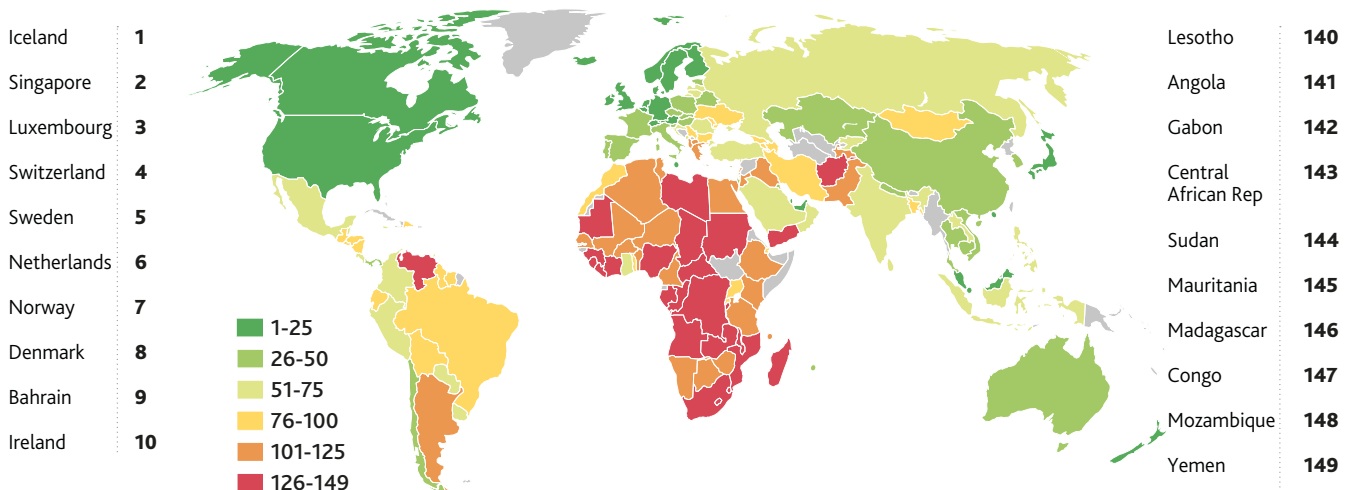 Iceland 1
Singapore 2
Luxembourg 3
Switzerland 4
Sweden 5
Netherlands 6
Norway 7
Denmark 8
Bahrain 9
Ireland 10
1-25
26-50
51-75
76-100
101-125
126-149
Lesotho 140
Angola 141
Gabon 142
Central 143
African Rep
Sudan 144
Mauritania 145
Madagascar 146
Congo 147
Mozambique 148
Yemen 149